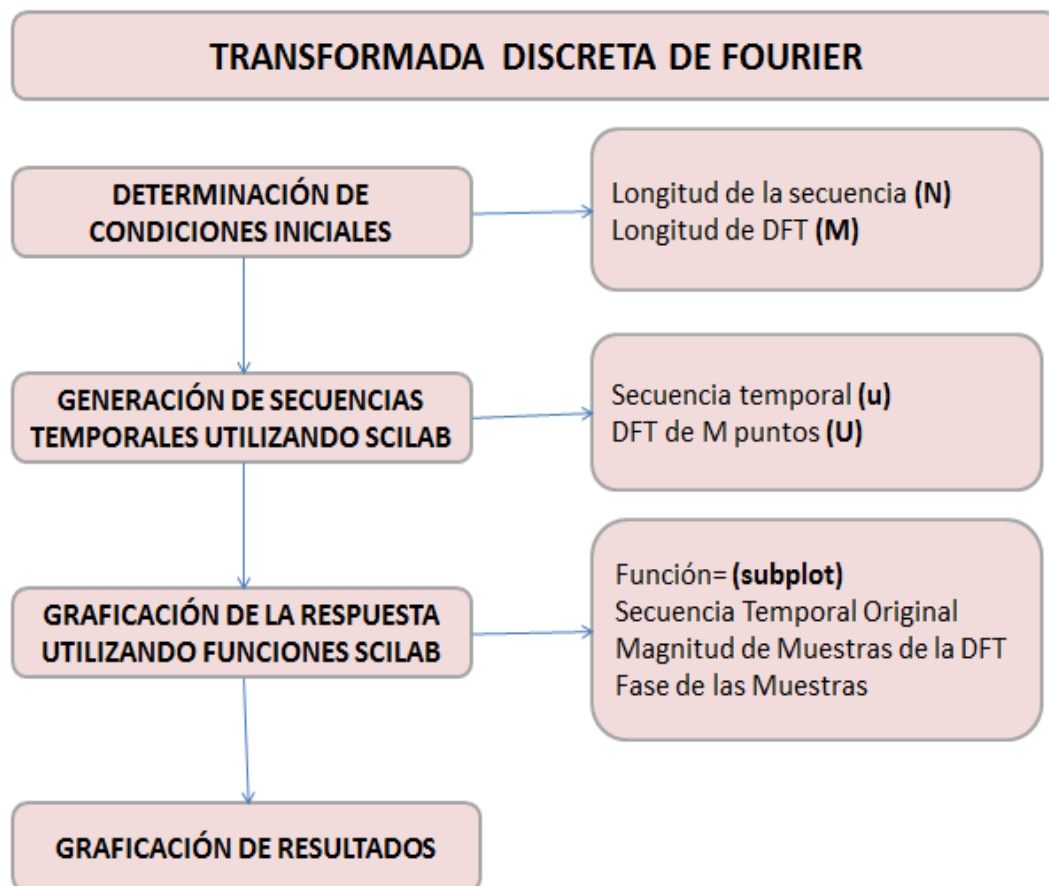 TRANSFORMADA DISCRETA DE FOURIER
DETERMINACIÓN DE
CONDICIONES INICIALES
Longitud de la secuencia (N)
Longitud de DFT (M)
GENERACIÓN DE SECUENCIAS
TEMPORALES UTILIZANDO SCILAB
Secuencia temporal (u)
DFT de M puntos (U)
GRAFICACIÓN DE LA RESPUESTA
UTILIZANDO FUNCIONES SCILAB
Función= (subplot)
Secuencia Temporal Original
Magnitud de Muestras de la DFT
Fase de las Muestras
GRAFICACIÓN DE RESULTADOS